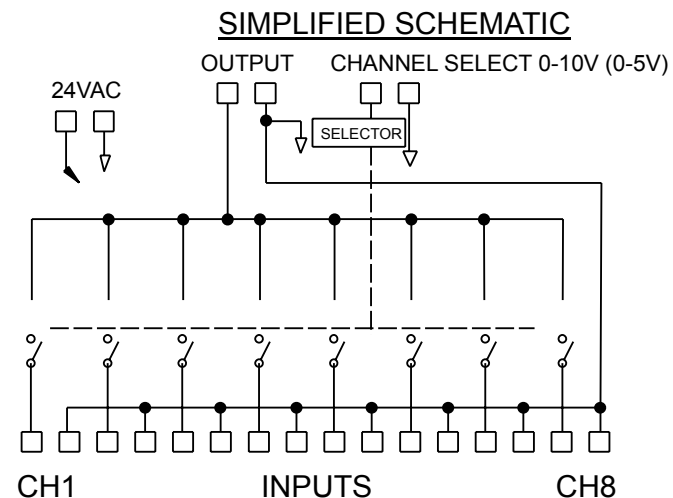 SIMPLIFIED SCHEMATIC
OUTPUT CHANNEL SELECT 0-10V (0-5V)
24VAC
SELECTOR
CH1 INPUTS CH8